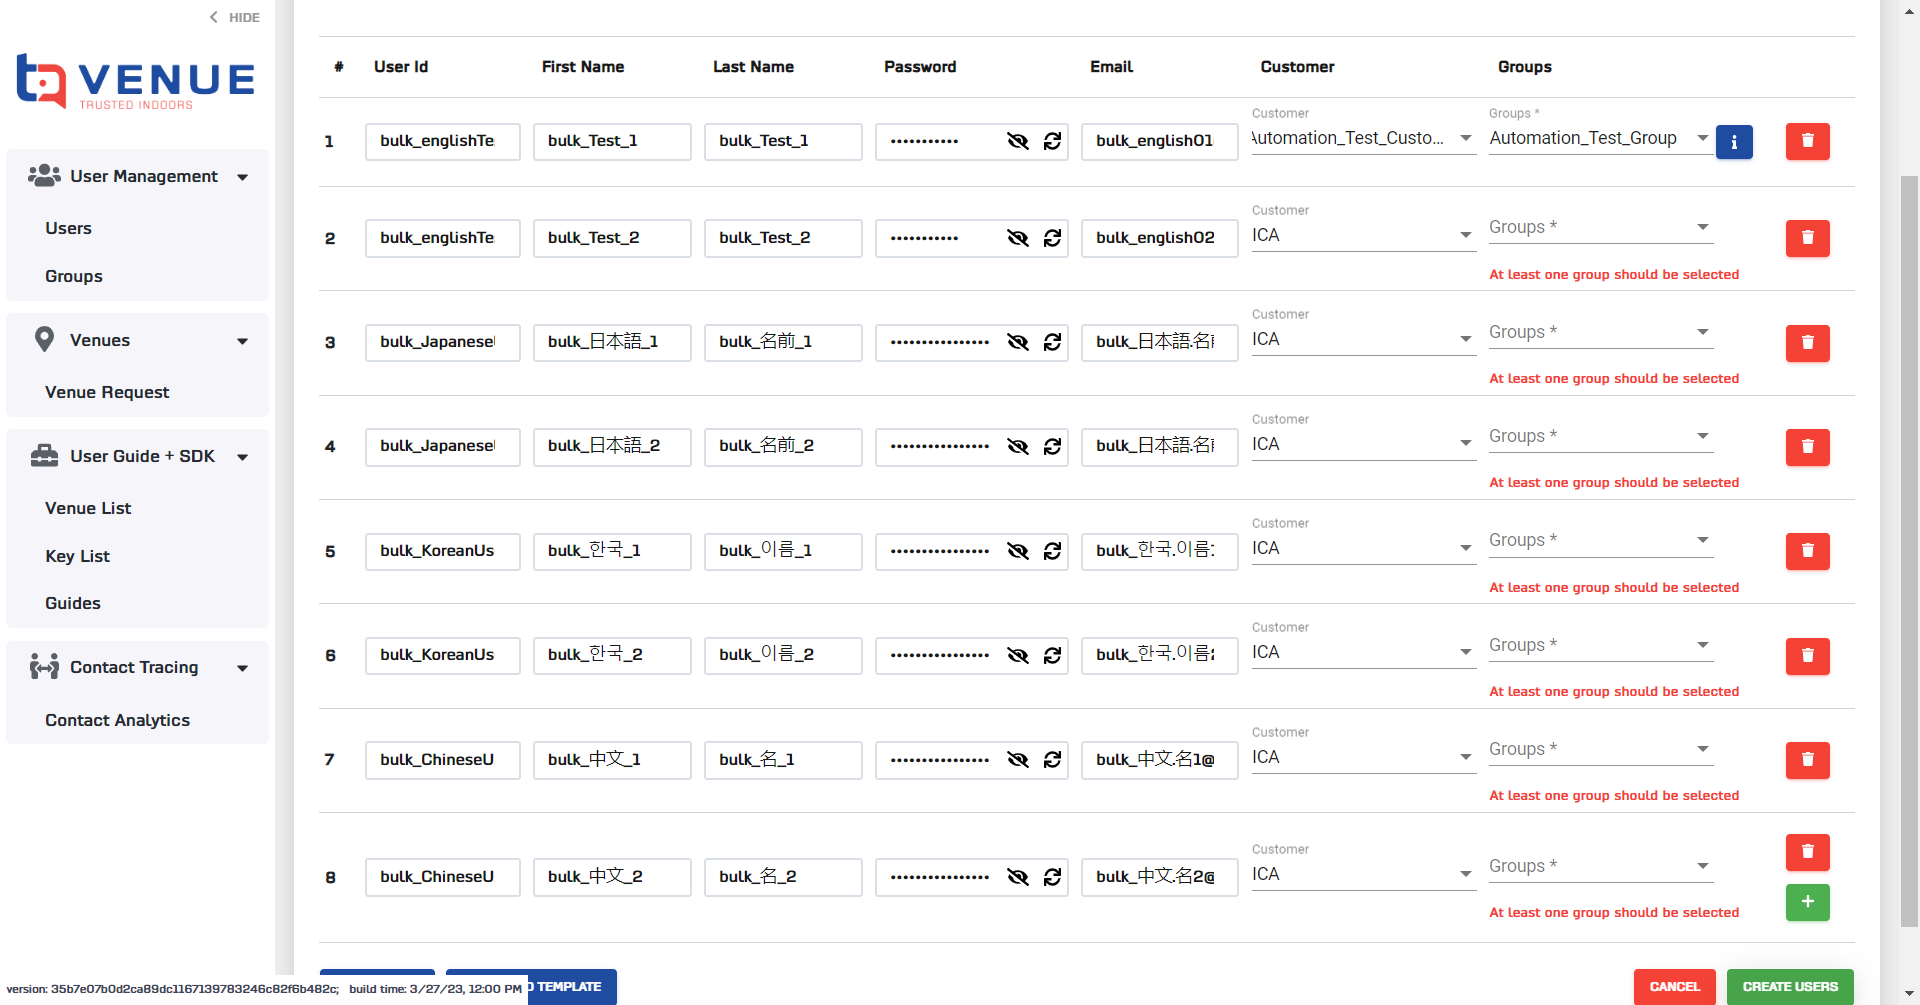 HIDE
VENUE
TRUSTED INDOORS
User Management
Users
Groups
Venues
Venue Request
User Guide + SDK
Venue List
Key List
Guides
Contact Tracing
Contact Analytics
# User Id First Name Last Name Password Email Customer Groups
Customer Groups *
1 bulk_englishTe bulk_Test_1 bulk_Test_1 bulk_english01 Automation_Test_Custo... Automation_Test_Group
Customer
2 bulk_englishTe bulk_Test_2 bulk_Test_2 bulk_english02 ICA Groups *
At least one group should be selected
Customer
3 bulk_Japanese bulk_日本語_1 bulk_名前_1 bulk_日本語.名前 ICA Groups *
At least one group should be selected
Customer
4 bulk_Japanese bulk_日本語_2 bulk_名前_2 bulk_日本語.名前 ICA Groups *
At least one group should be selected
Customer
5 bulk_KoreanUs bulk_한국_1 bulk_이름_1 bulk_한국.이름1 ICA Groups *
At least one group should be selected
Customer
6 bulk_KoreanUs bulk_한국_2 bulk_이름_2 bulk_한국.이름2 ICA Groups *
At least one group should be selected
Customer
7 bulk_ChineseU bulk_中文_1 bulk_名_1 bulk_中文.名1@ ICA Groups *
At least one group should be selected
Customer
8 bulk_ChineseU bulk_中文_2 bulk_名_2 bulk_中文.名2@ ICA Groups *
At least one group should be selected
version: 35b7e07b0d2ca89dc1167139783246c82f6b482c; build time: 3/27/23, 12:00 PM
TEMPLATE
CANCEL
CREATE USERS